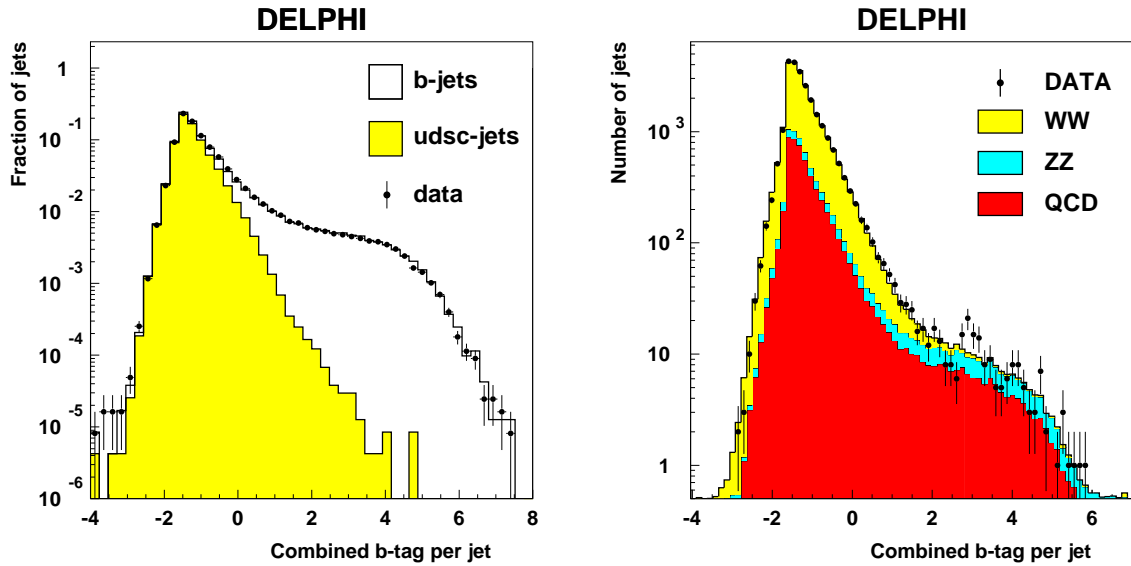 DELPHI
Fraction of jets
1
10 -1
10 -2
10 -3
10 -4
10 -5
10 -6
b-jets
udsc-jets
data
-4 -2 0 2 4 6 8
Combined b-tag per jet
DELPHI
Number of jets
10 3
10 2
10
1
DATA
WW
ZZ
QCD
-4 -2 0 2 4 6
Combined b-tag per jet